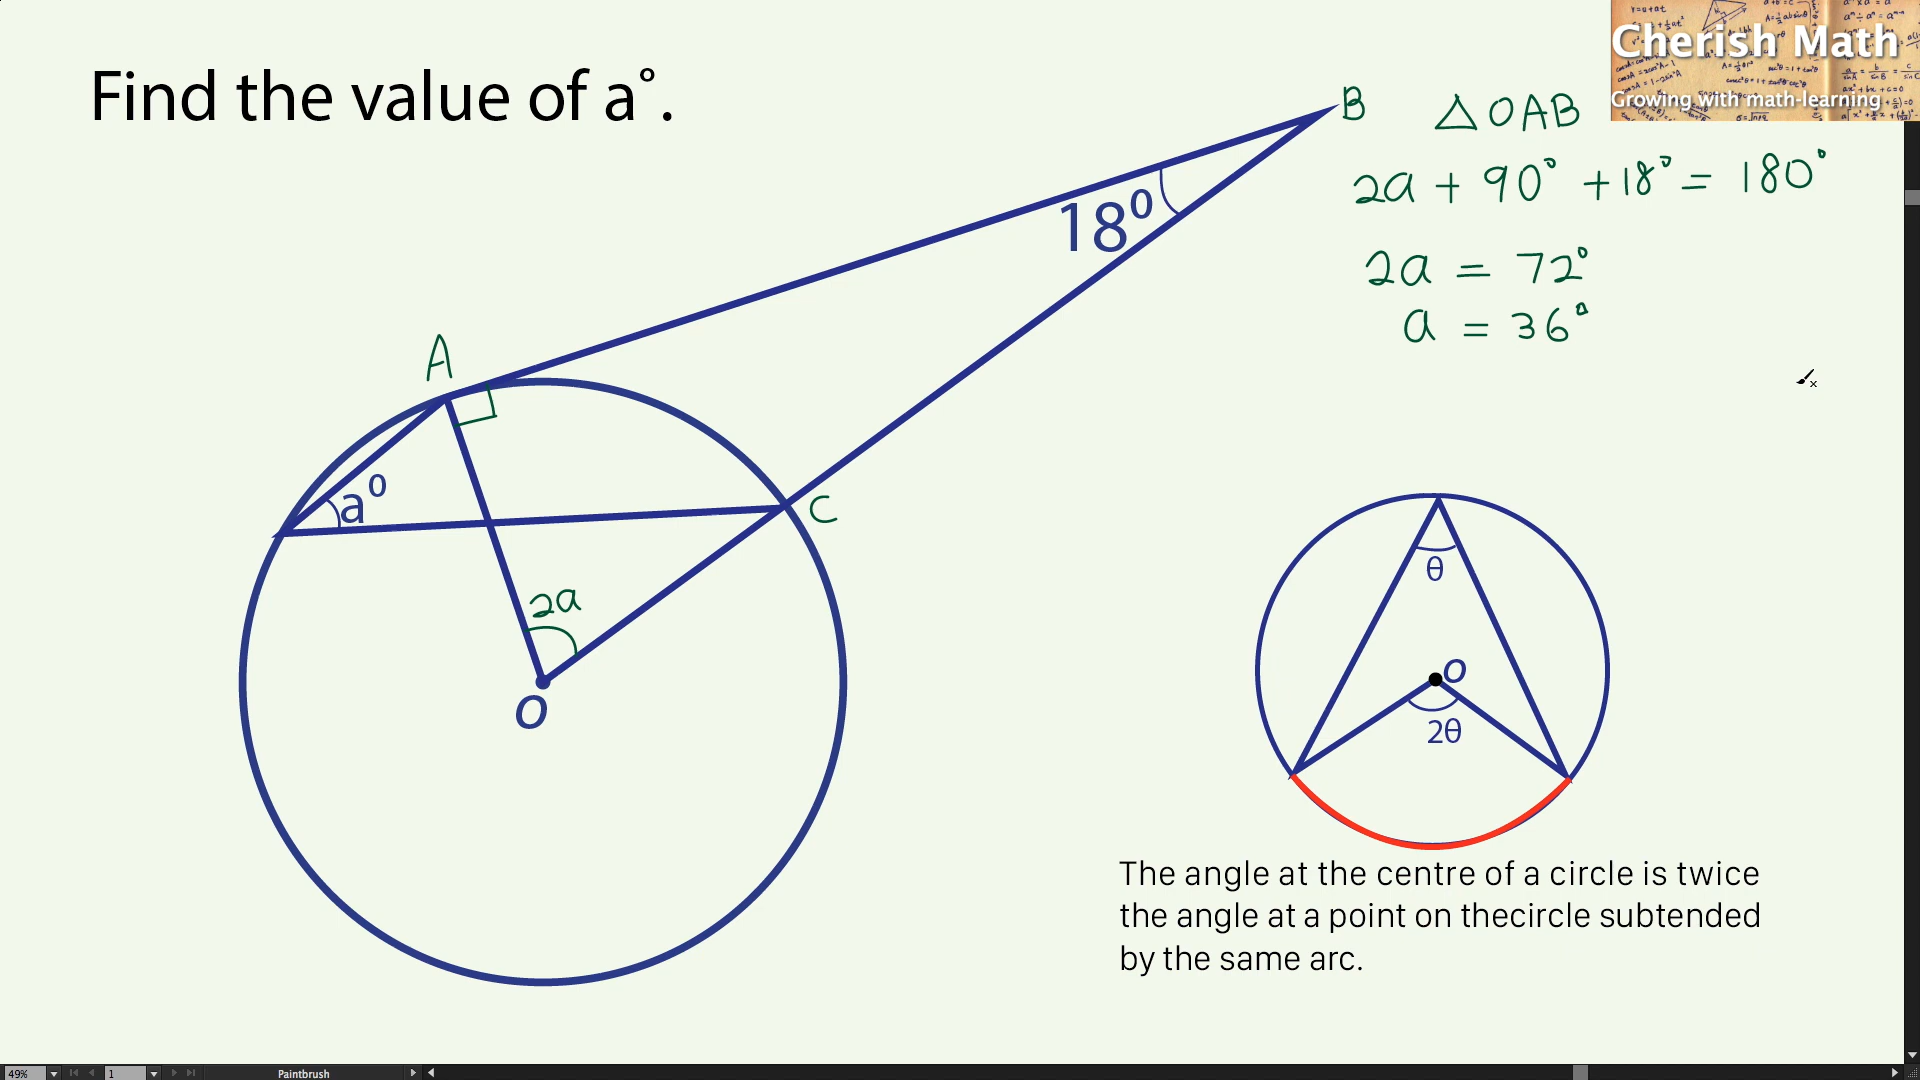 Find the value of a°.
Cherish Math
Growing with math-learning
B
△OAB
2a + 90° + 18° = 180°
18°
2a = 72°
a = 36°
A
a°
C
2a
O
θ
O
2θ
The angle at the centre of a circle is twice
the angle at a point on thecircle subtended
by the same arc.
49%
1
Paintbrush